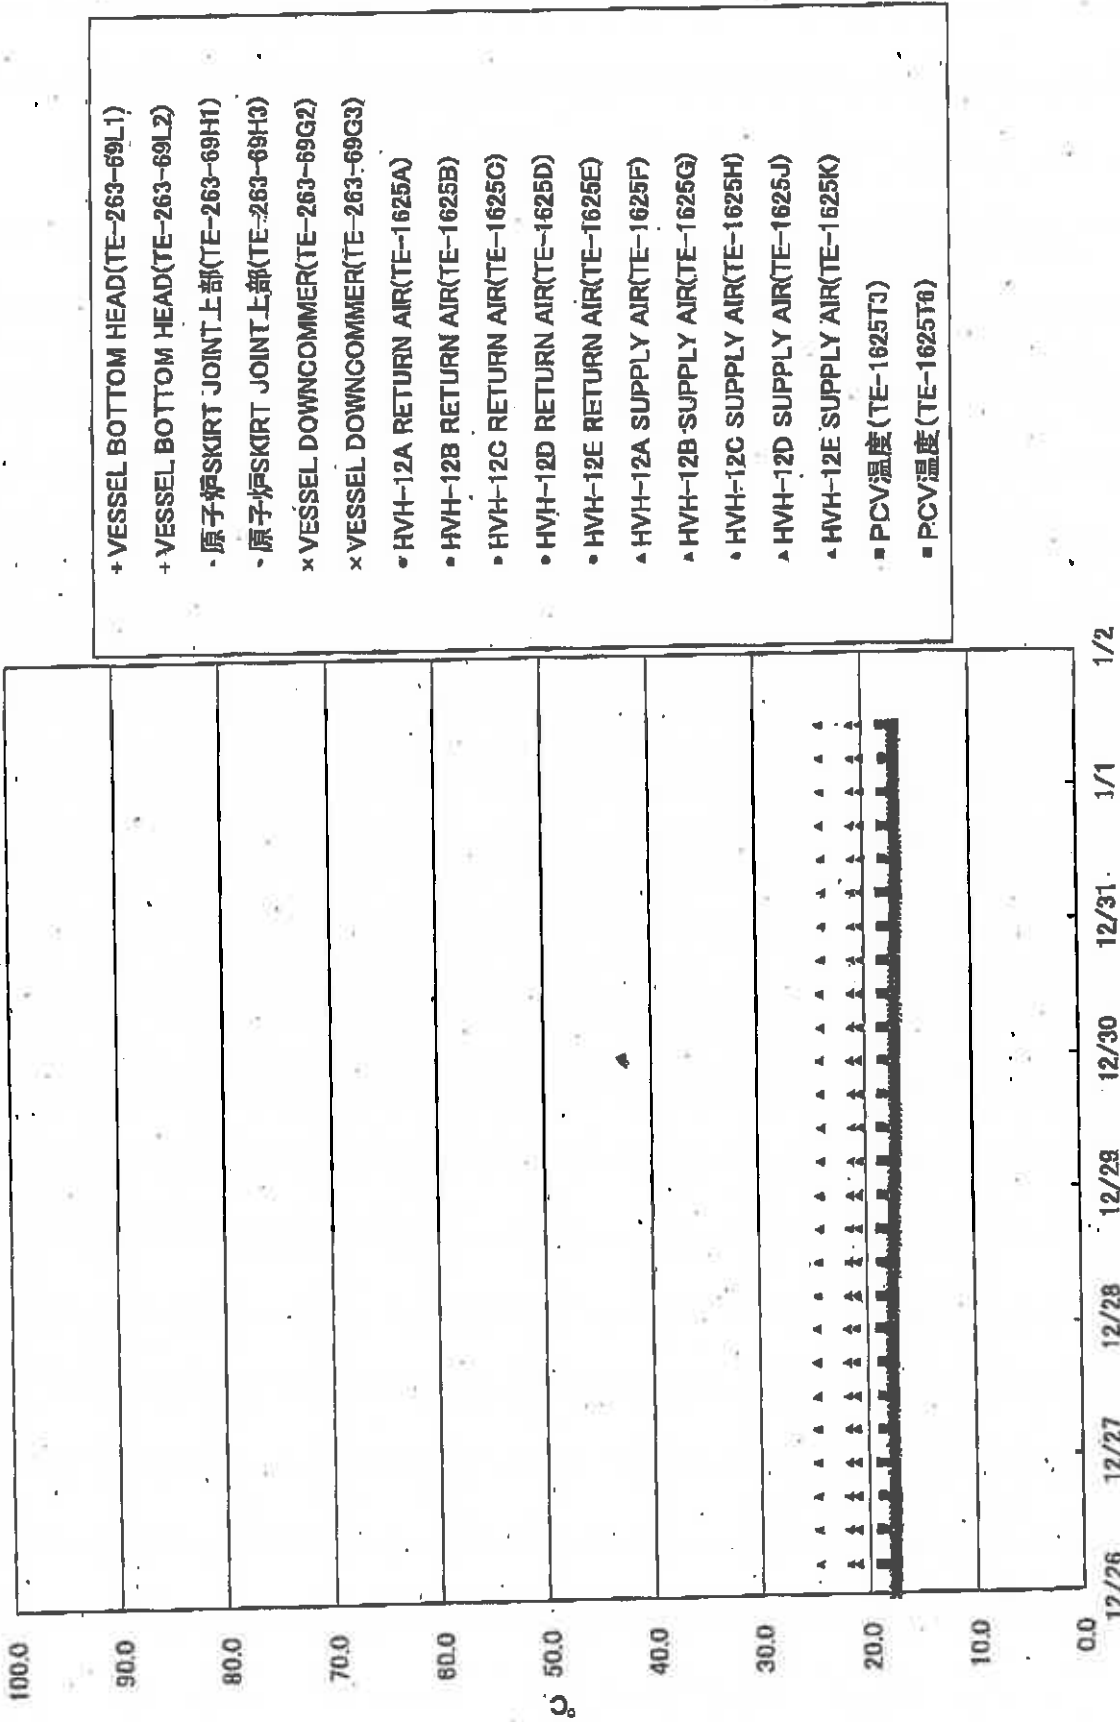 100.0
90.0
80.0
70.0
60.0
50.0
40.0
30.0
20.0
10.0
0.0
℃
12/26
12/27
12/28
12/29
12/30
12/31
1/1
1/2
+ VESSEL BOTTOM HEAD(TE-263-69L1)
+ VESSEL BOTTOM HEAD(TE-263-69L2)
- 原子炉SKIRT JOINT上部(TE-263-69H1)
- 原子炉SKIRT JOINT上部(TE-263-69H3)
× VESSEL DOWNCOMMER(TE-263-69G2)
× VESSEL DOWNCOMMER(TE-263-69G3)
● HVH-12A RETURN AIR(TE-1625A)
● HVH-12B RETURN AIR(TE-1625B)
● HVH-12C RETURN AIR(TE-1625C)
● HVH-12D RETURN AIR(TE-1625D)
● HVH-12E RETURN AIR(TE-1625E)
▲ HVH-12A SUPPLY AIR(TE-1625F)
▲ HVH-12B SUPPLY AIR(TE-1625G)
▲ HVH-12C SUPPLY AIR(TE-1625H)
▲ HVH-12D SUPPLY AIR(TE-1625J)
▲ HVH-12E SUPPLY AIR(TE-1625K)
■ PCV温度(TE-1625T3)
■ PCV温度(TE-1625T6)